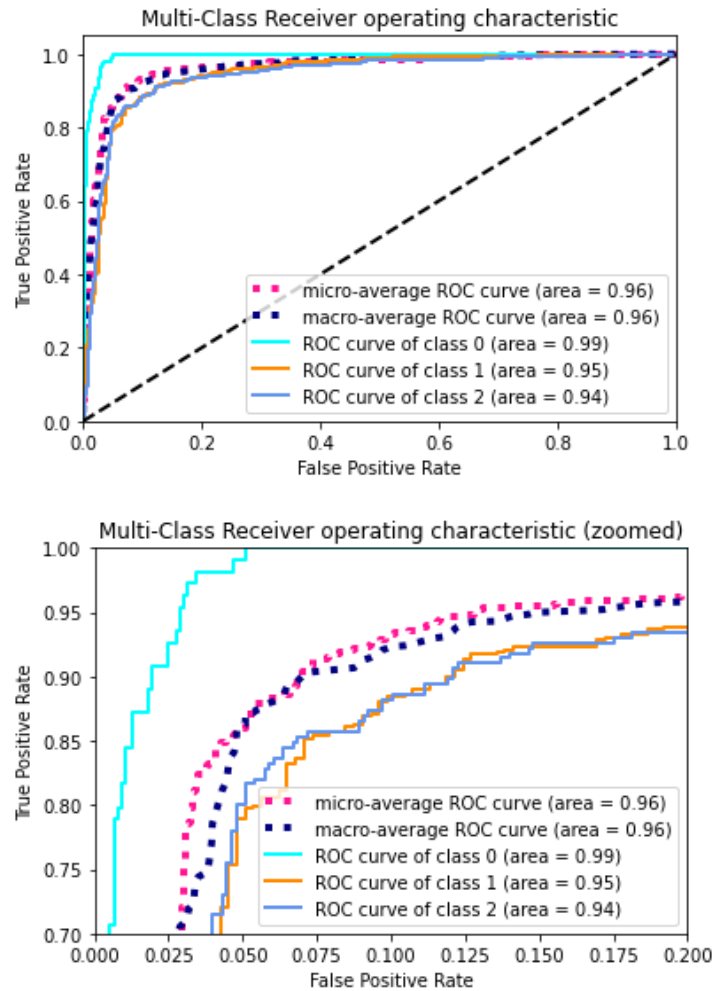 Multi-Class Receiver operating characteristic
1.0
0.8
0.6
0.4
0.2
0.0
True Positive Rate
micro-average ROC curve (area = 0.96)
macro-average ROC curve (area = 0.96)
ROC curve of class 0 (area = 0.99)
ROC curve of class 1 (area = 0.95)
ROC curve of class 2 (area = 0.94)
0.0 0.2 0.4 0.6 0.8 1.0
False Positive Rate
Multi-Class Receiver operating characteristic (zoomed)
1.00
0.95
0.90
0.85
0.80
0.75
0.70
True Positive Rate
micro-average ROC curve (area = 0.96)
macro-average ROC curve (area = 0.96)
ROC curve of class 0 (area = 0.99)
ROC curve of class 1 (area = 0.95)
ROC curve of class 2 (area = 0.94)
0.000 0.025 0.050 0.075 0.100 0.125 0.150 0.175 0.200
False Positive Rate